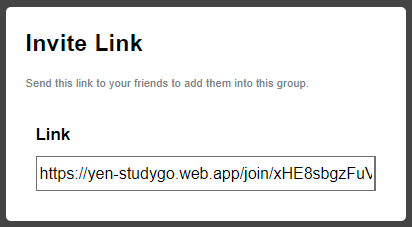 Invite Link
Send this link to your friends to add them into this group.
Link
https://yen-studygo.web.app/join/xHE8sbgzFuV